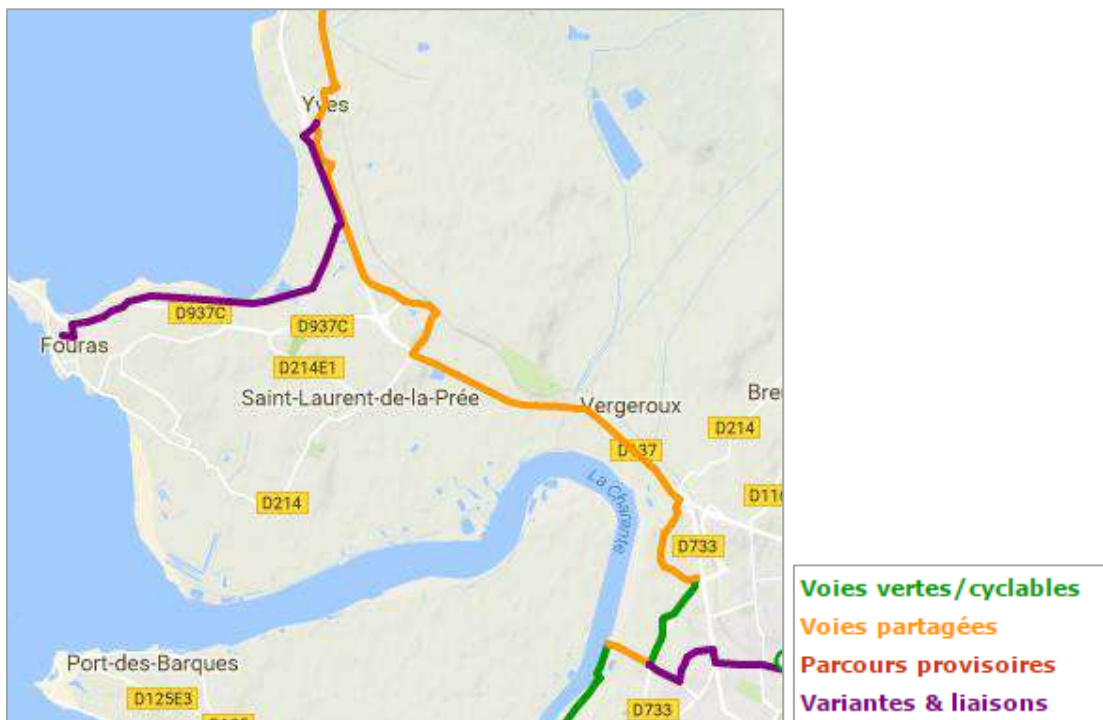 Yves
D937C
Fouras
D937C
D214E1
Saint-Laurent-de-la-Prée
Vergeroux
D214
D137
La Charente
D214
D733
Port-des-Barques
D125E3
D733
Voies vertes/cyclables
Voies partagées
Parcours provisoires
Variantes & liaisons